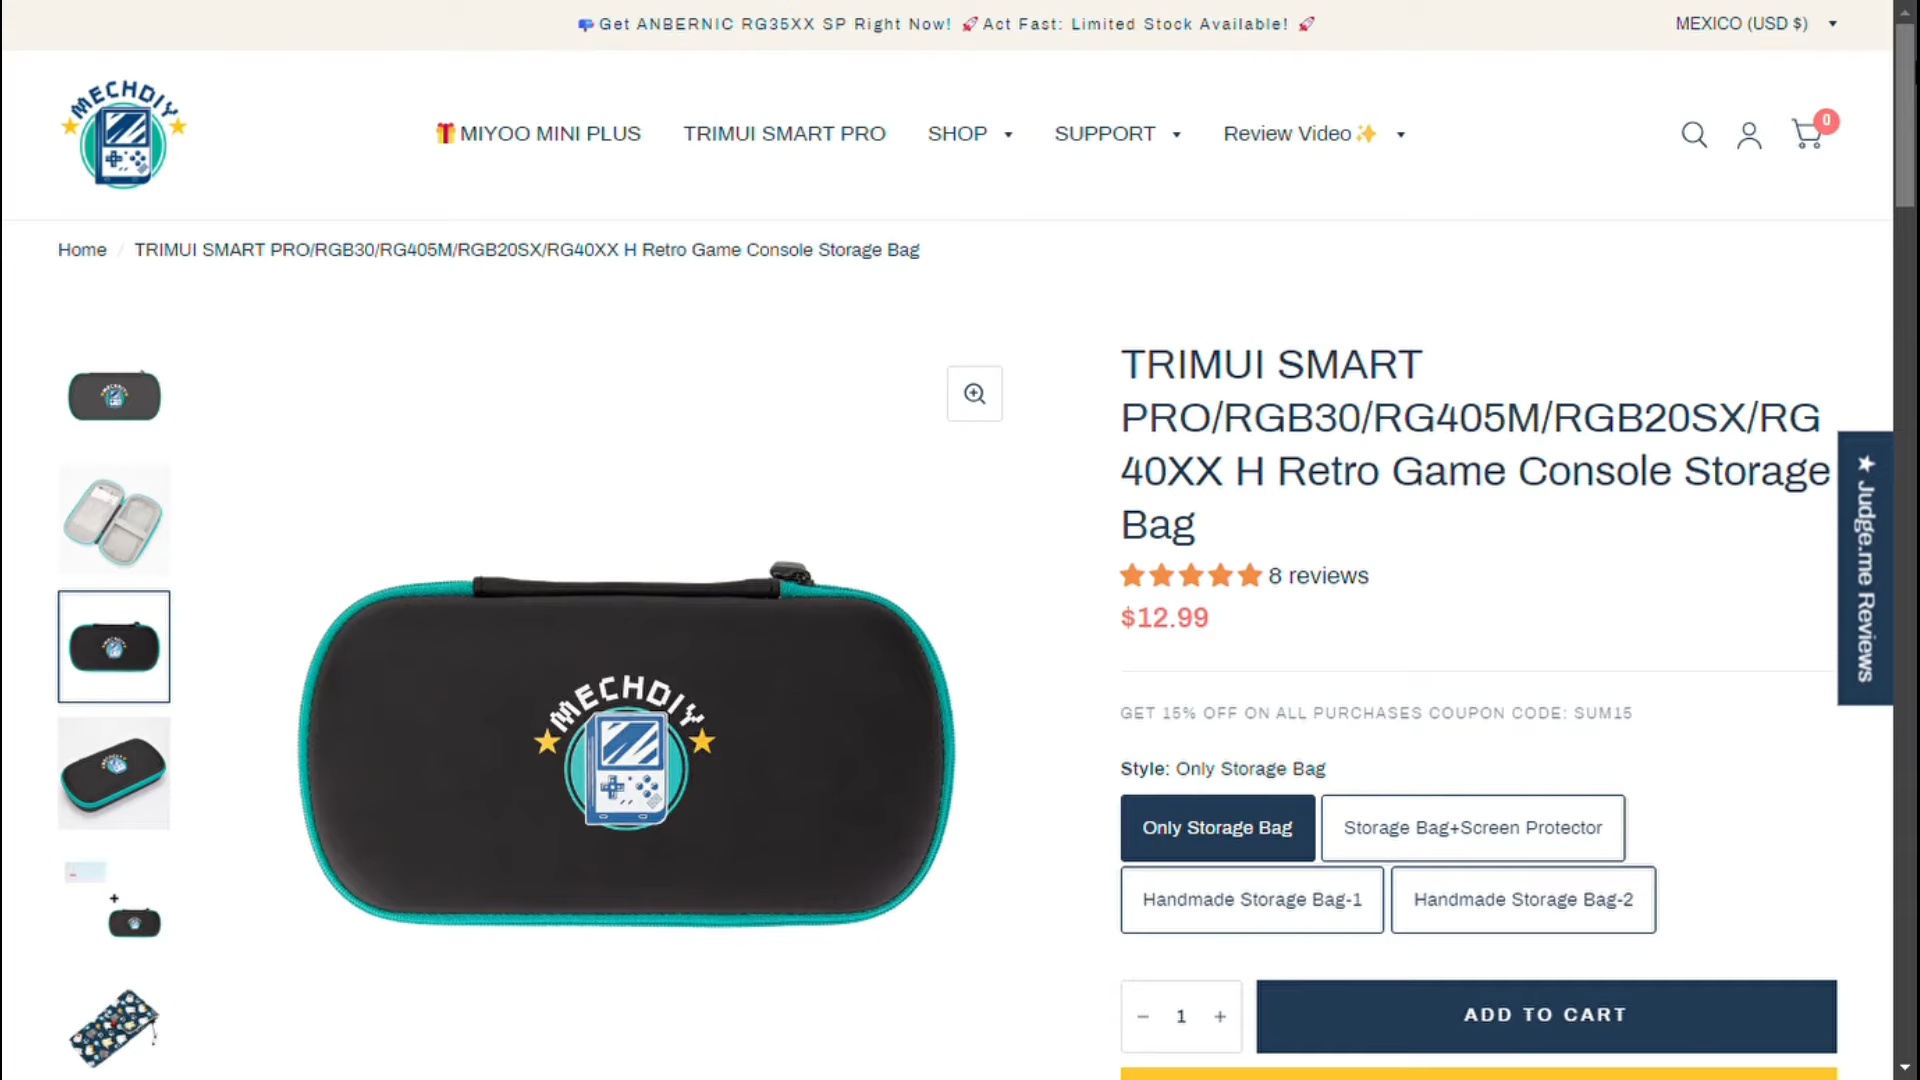 Get ANBERNIC RG35XX SP Right Now! 🚀Act Fast: Limited Stock Available! 🚀
MEXICO (USD $)
MECHDIY
MIYOO MINI PLUS
TRIMUI SMART PRO
SHOP
SUPPORT
Review Video✨
0
Home / TRIMUI SMART PRO/RGB30/RG405M/RGB20SX/RG40XX H Retro Game Console Storage Bag
TRIMUI SMART
PRO/RGB30/RG405M/RGB20SX/RG
40XX H Retro Game Console Storage
Bag
8 reviews
$12.99
GET 15% OFF ON ALL PURCHASES COUPON CODE: SUM15
Style: Only Storage Bag
Only Storage Bag
Storage Bag+Screen Protector
Handmade Storage Bag-1
Handmade Storage Bag-2
− 1 +
ADD TO CART
★ Judge.me Reviews
MECHDIY